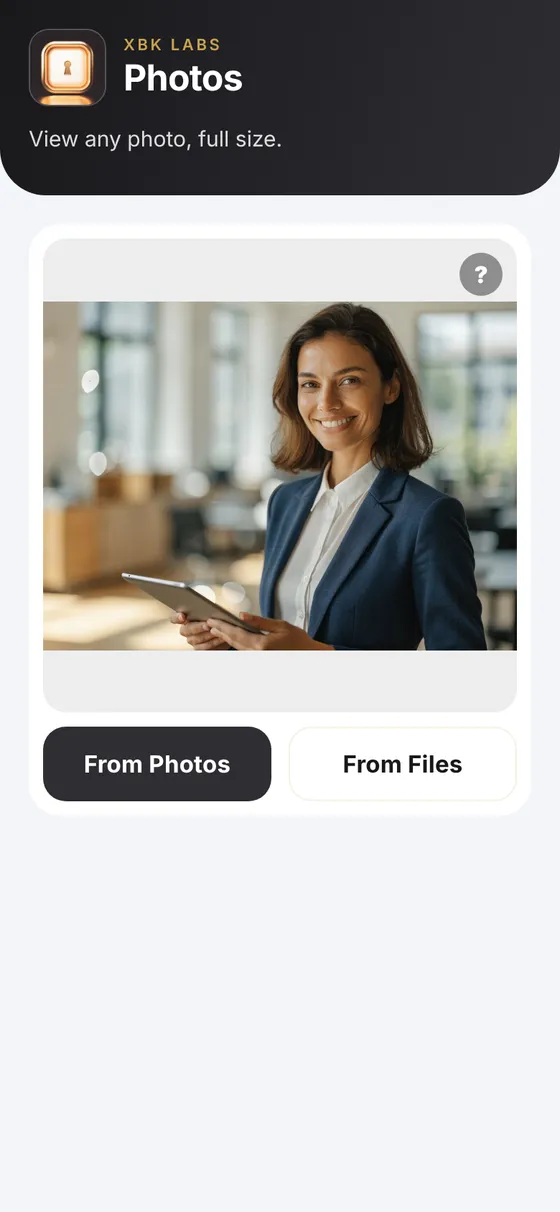 XBK LABS
Photos
View any photo, full size.
?
From Photos
From Files